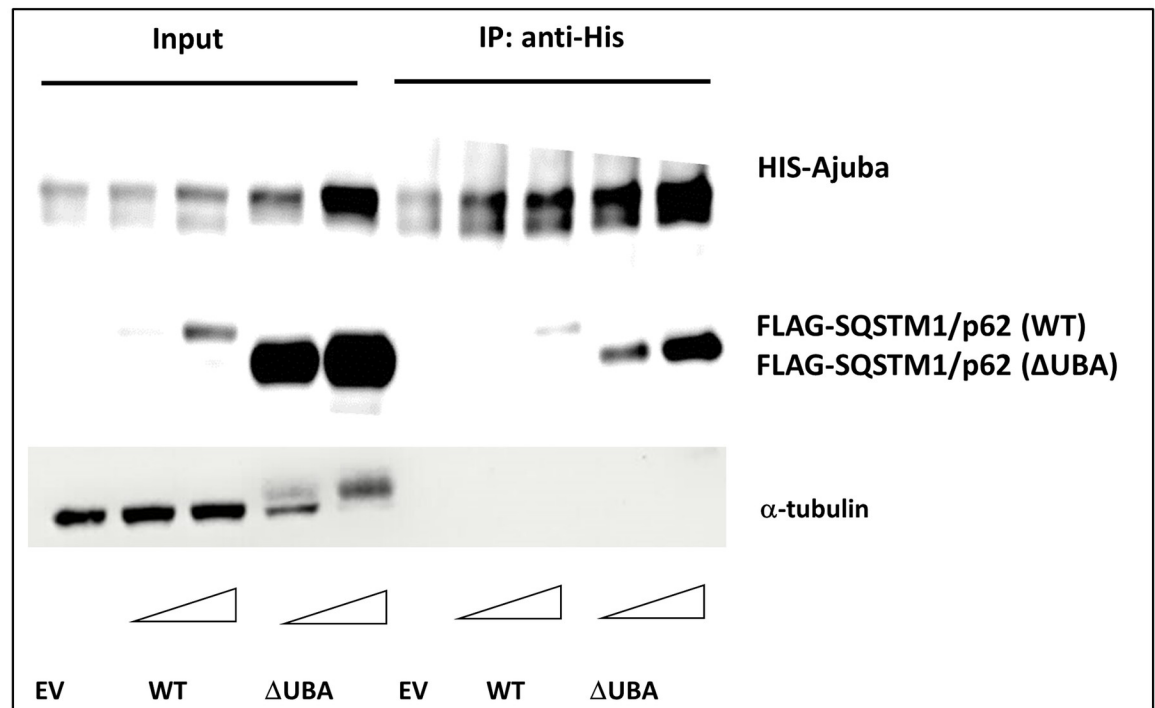 Input IP: anti-His
HIS-Ajuba
FLAG-SQSTM1/p62 (WT)
FLAG-SQSTM1/p62 (ΔUBA)
α-tubulin
EV WT ΔUBA EV WT ΔUBA